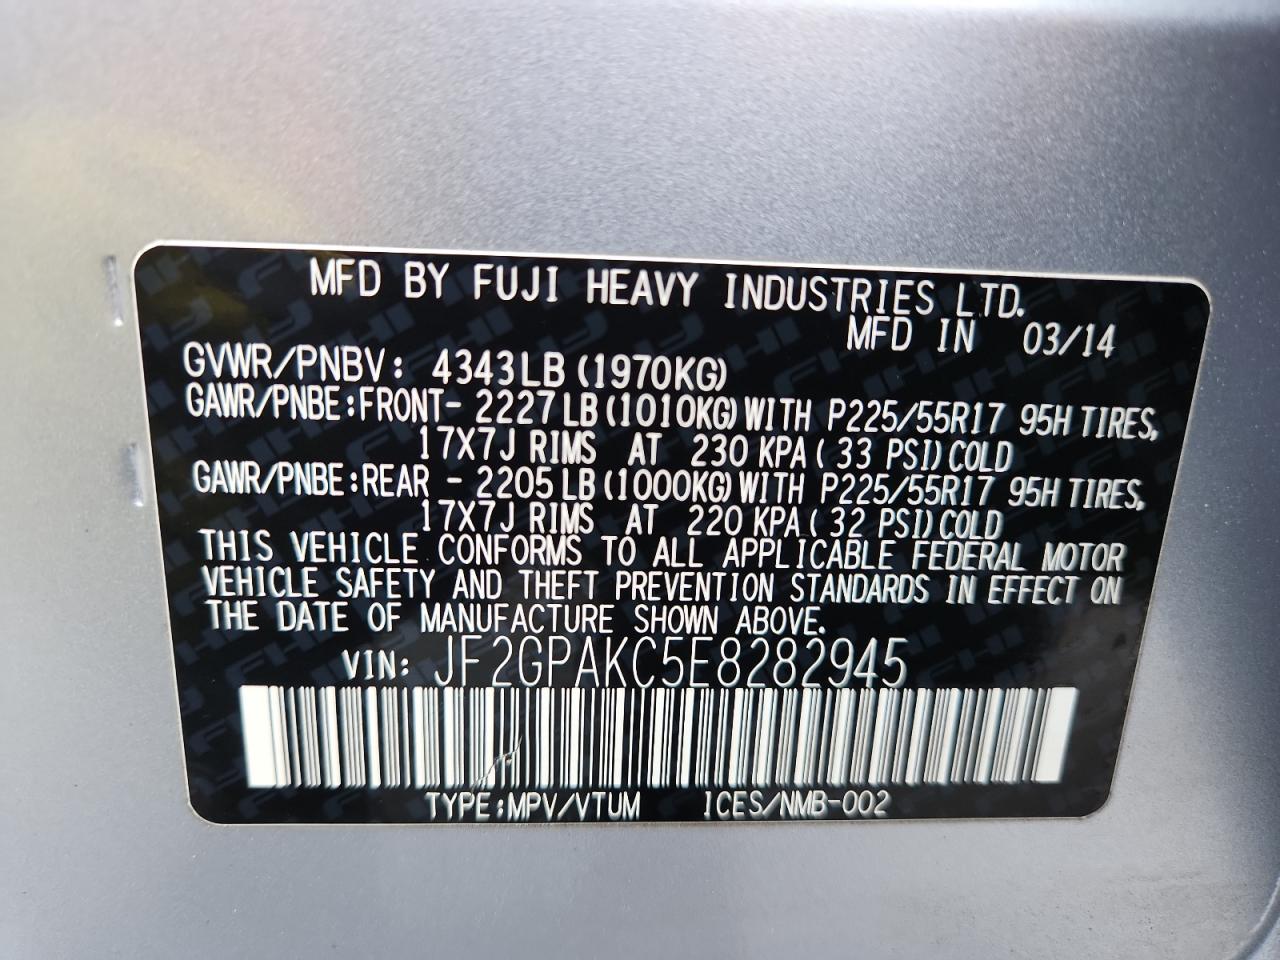 MFD BY FUJI HEAVY INDUSTRIES LTD.
MFD IN 03/14
GVWR/PNBV: 4343LB (1970KG)
GAWR/PNBE:FRONT- 2227LB(1010KG)WITH P225/55R17 95H TIRES,
17X7J RIMS AT 230 KPA( 33 PSI)COLD
GAWR/PNBE:REAR - 2205LB(1000KG)WITH P225/55R17 95H TIRES,
17X7J RIMS AT 220 KPA( 32 PSI)COLD
THIS VEHICLE CONFORMS TO ALL APPLICABLE FEDERAL MOTOR
VEHICLE SAFETY AND THEFT PREVENTION STANDARDS IN EFFECT ON
THE DATE OF MANUFACTURE SHOWN ABOVE.
VIN: JF2GPAKC5E8282945
TYPE:MPV/VTUM ICES/NMB-002